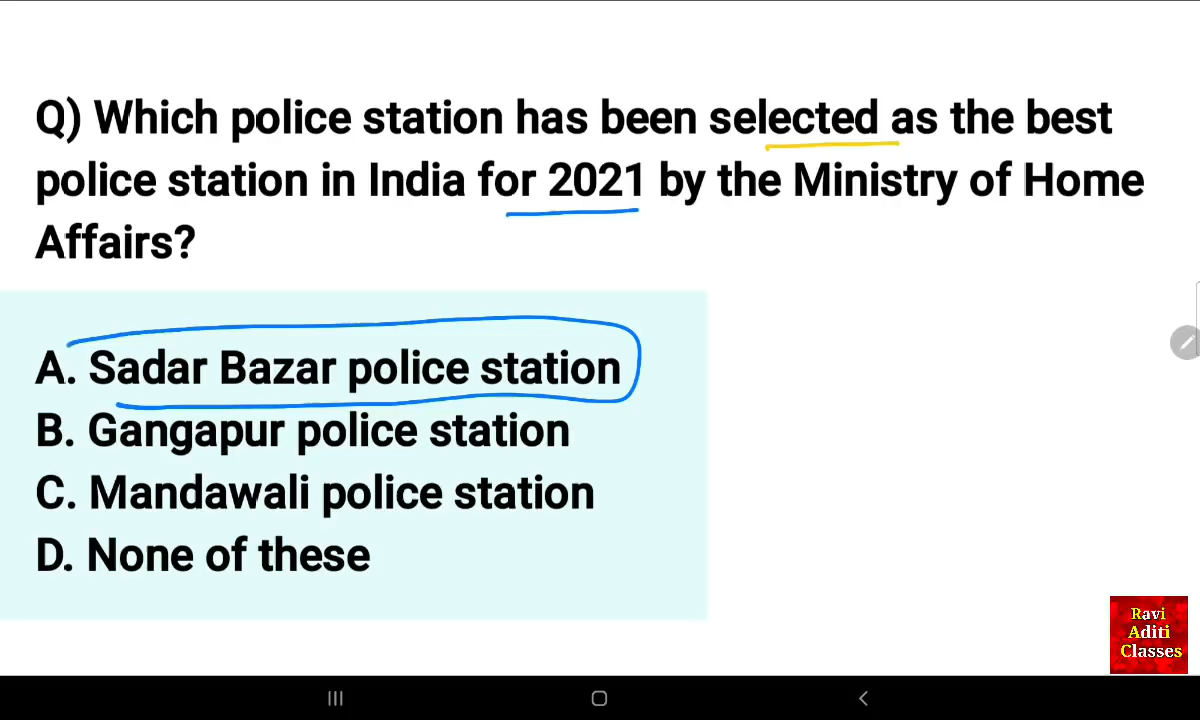 Q) Which police station has been selected as the best
police station in India for 2021 by the Ministry of Home
Affairs?
A. Sadar Bazar police station
B. Gangapur police station
C. Mandawali police station
D. None of these
Ravi
Aditi
Classes